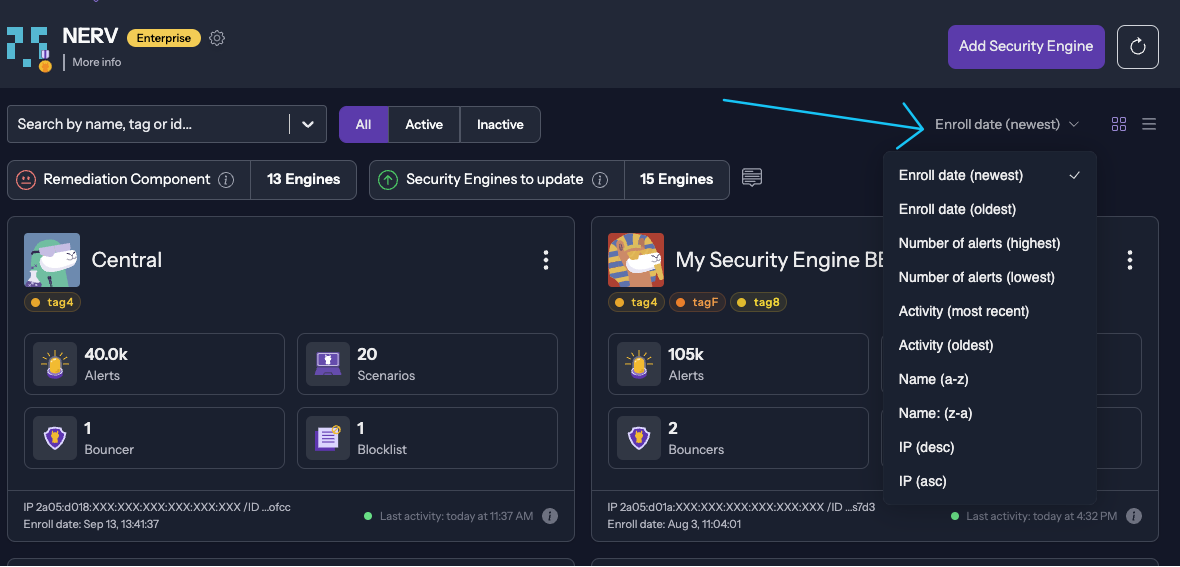 NERV Enterprise
More info
Add Security Engine
Search by name, tag or id...
All Active Inactive
Enroll date (newest)
Remediation Component 13 Engines
Security Engines to update 15 Engines
Enroll date (newest)
Enroll date (oldest)
Number of alerts (highest)
Number of alerts (lowest)
Activity (most recent)
Activity (oldest)
Name (a-z)
Name: (z-a)
IP (desc)
IP (asc)
Central
tag4
40.0k
Alerts
20
Scenarios
1
Bouncer
1
Blocklist
IP 2a05:d018:XXX:XXX:XXX:XXX:XXX:XXX /ID ...ofcc
Enroll date: Sep 13, 13:41:37
Last activity: today at 11:37 AM
My Security Engine
tag4 tagF tag8
105k
Alerts
2
Bouncers
IP 2a05:d01a:XXX:XXX:XXX:XXX:XXX:XXX /ID ...s7d3
Enroll date: Aug 3, 11:04:01
Last activity: today at 4:32 PM